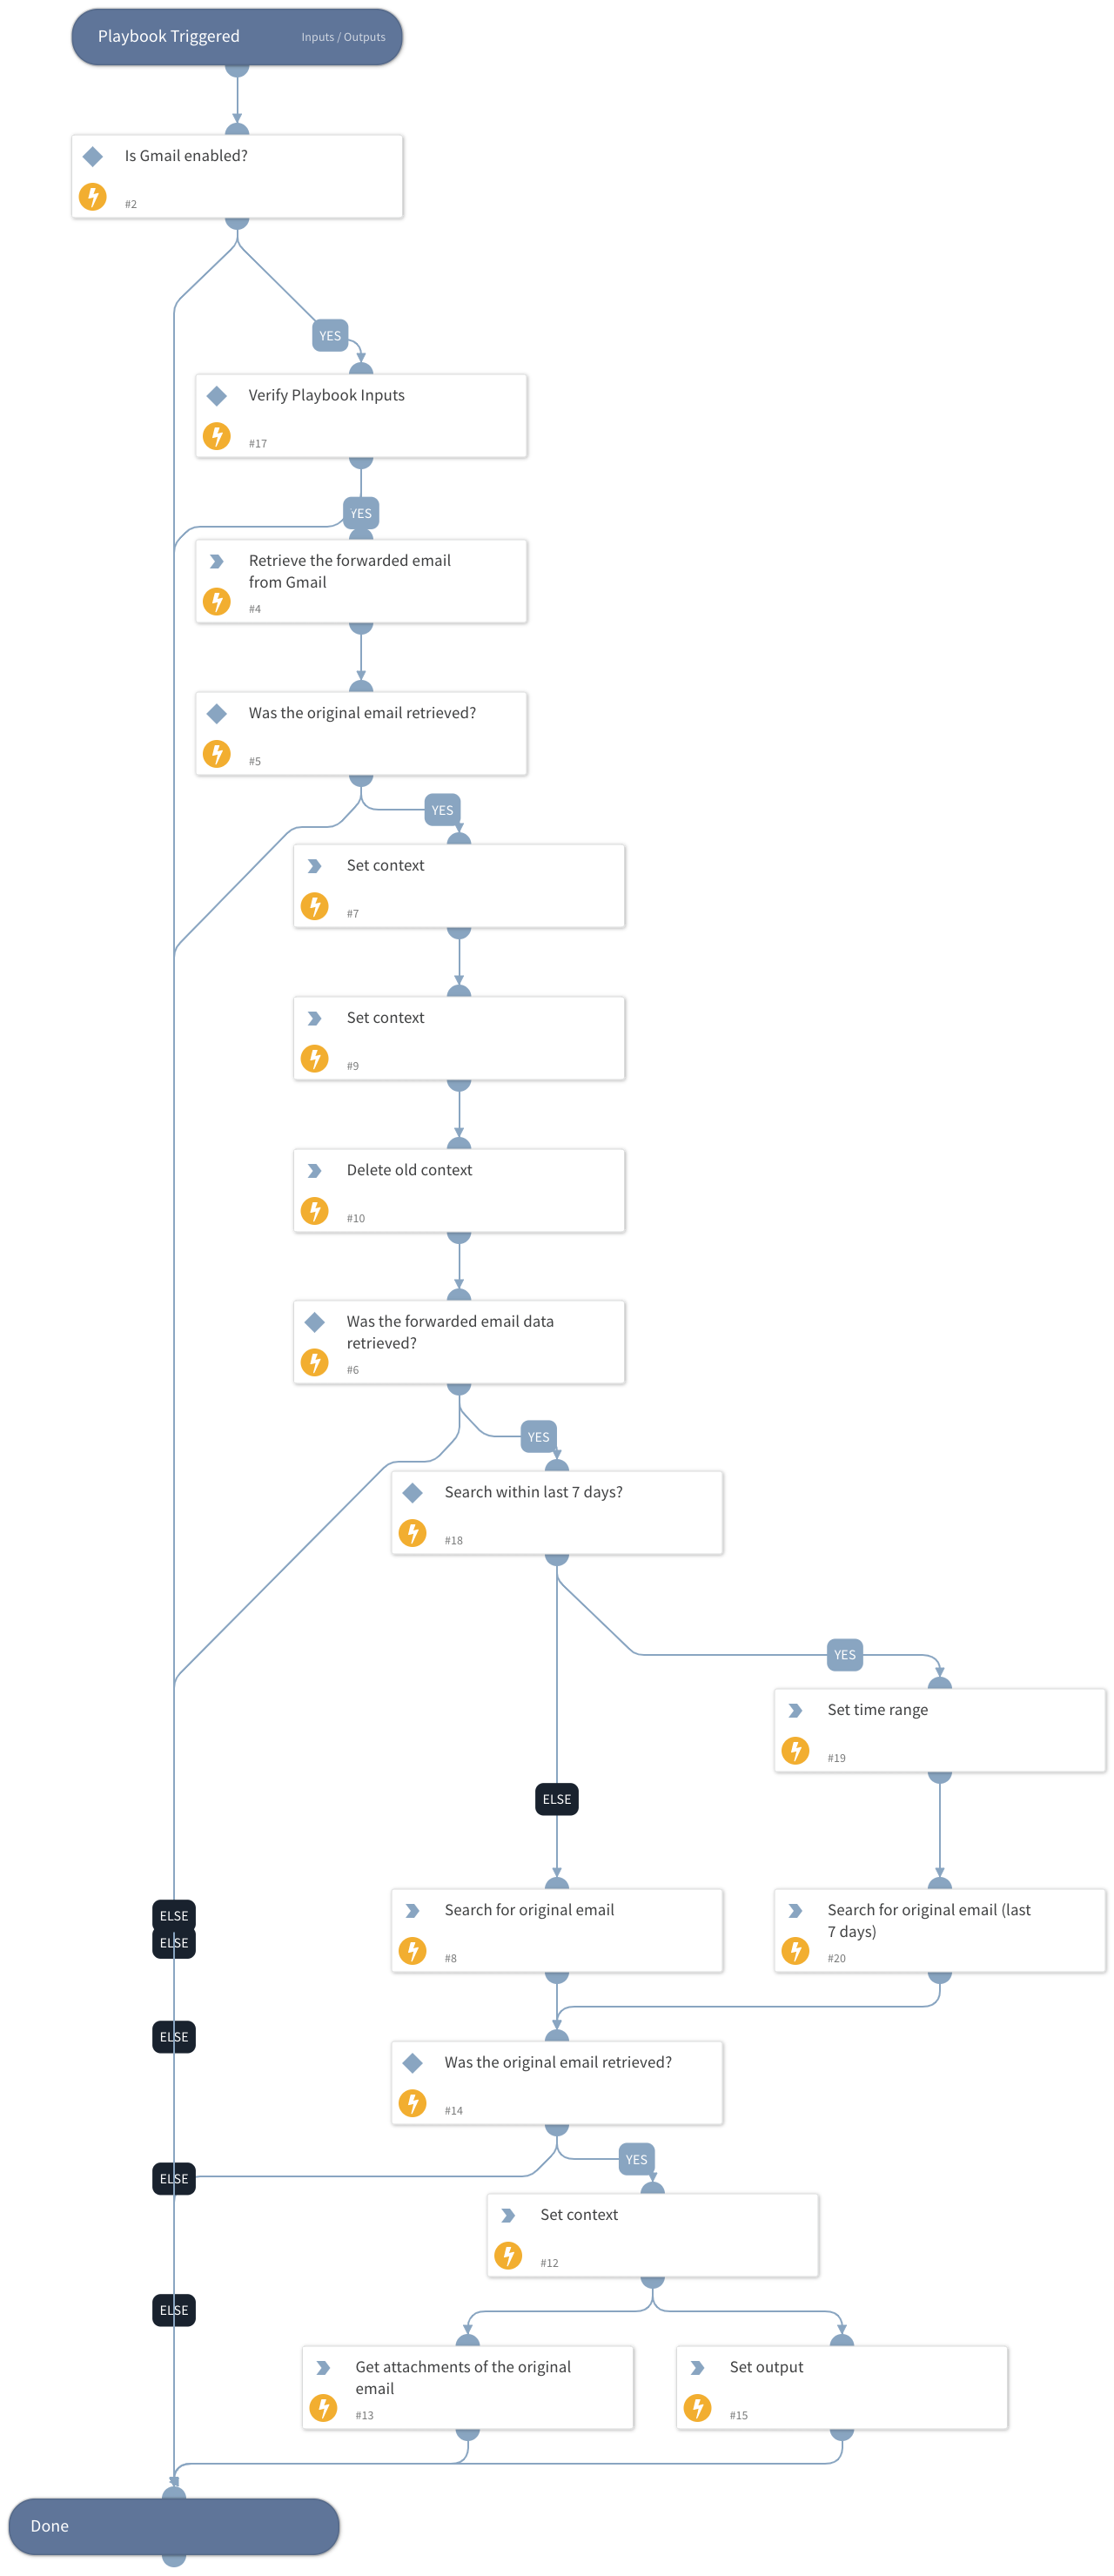 Playbook Triggered
Inputs / Outputs
Is Gmail enabled?
#2
YES
Verify Playbook Inputs
#17
YES
Retrieve the forwarded email
from Gmail
#4
Was the original email retrieved?
#5
YES
Set context
#7
Set context
#9
Delete old context
#10
Was the forwarded email data
retrieved?
#6
YES
Search within last 7 days?
#18
YES
Set time range
#19
ELSE
Search for original email
#8
Search for original email (last
7 days)
#20
ELSE
ELSE
ELSE
Was the original email retrieved?
#14
YES
ELSE
Set context
#12
ELSE
Get attachments of the original
email
#13
Set output
#15
Done